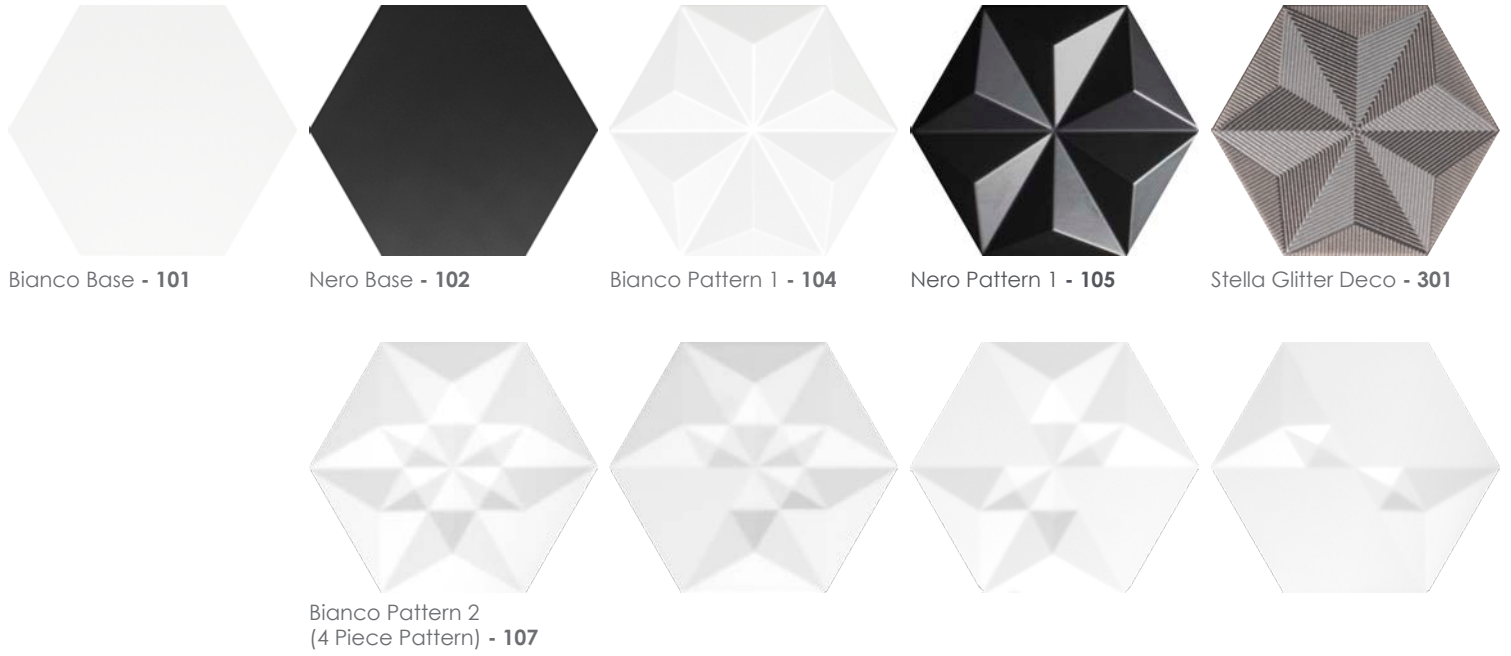 Bianco Base - 101
Nero Base - 102
Bianco Pattern 1 - 104
Nero Pattern 1 - 105
Stella Glitter Deco - 301
Bianco Pattern 2
(4 Piece Pattern) - 107